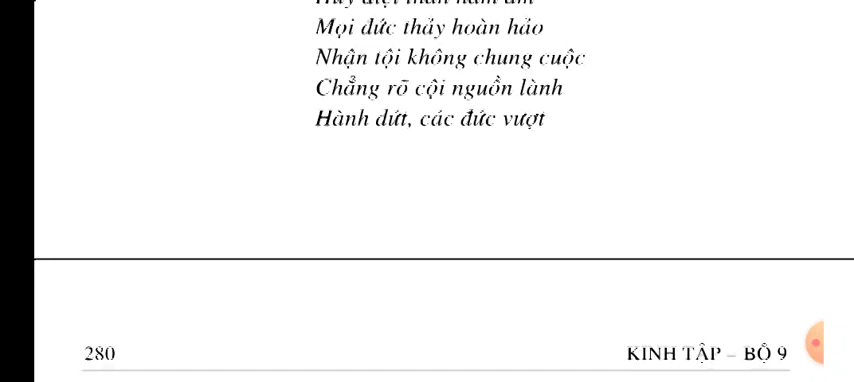 Mọi đức thảy hoàn hảo
Nhận tội không chung cuộc
Chẳng rõ cội nguồn lành
Hành dứt, các đức vượt
280
KINH TẬP – BỘ 9